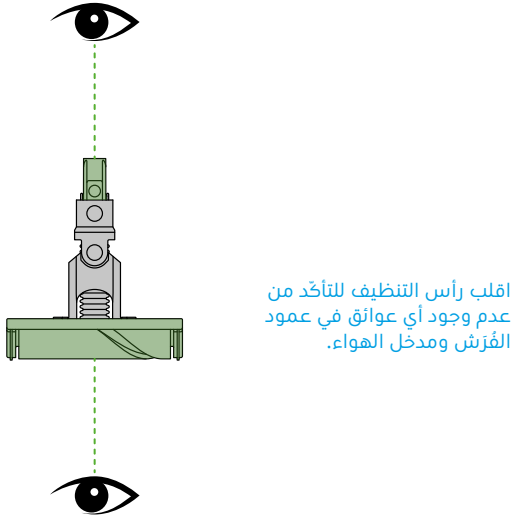 اقلب رأس التنظيف للتأكّد من
عدم وجود أي عوائق في عمود
الفُرَش ومدخل الهواء.